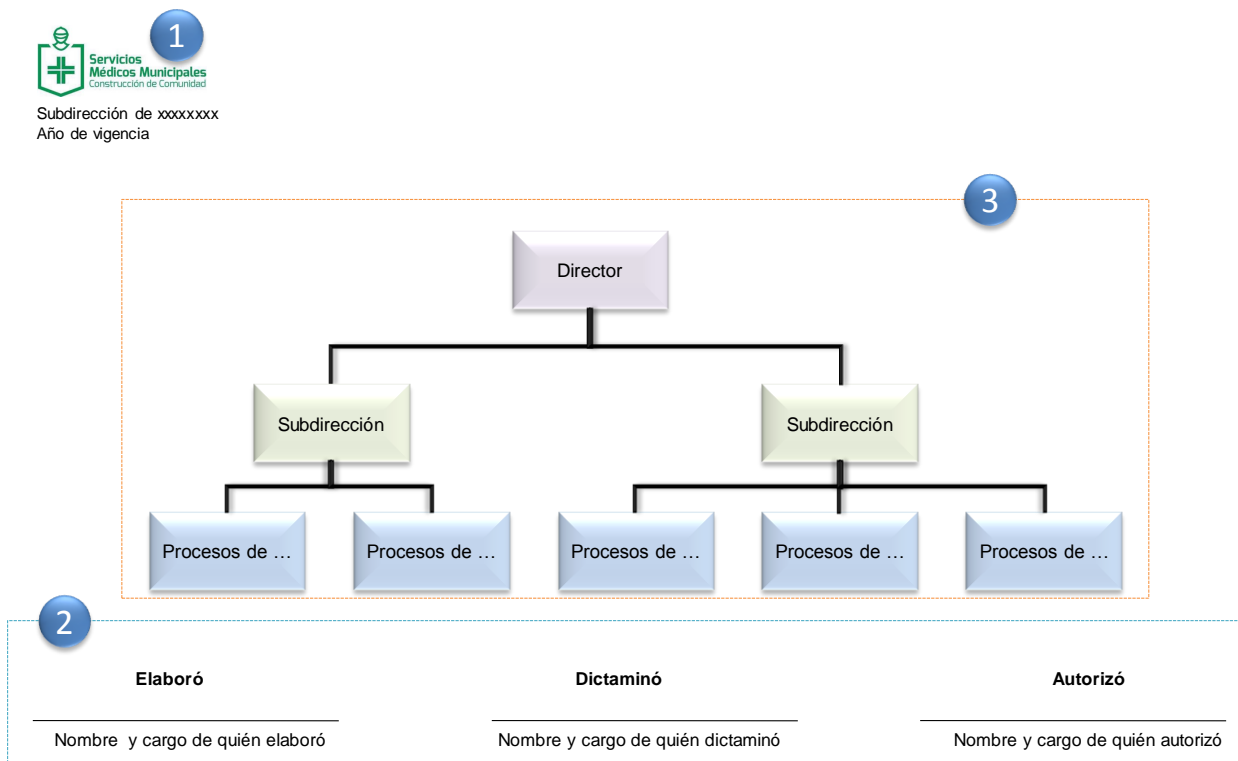 1
Servicios
Médicos Municipales
Construcción de Comunidad
Subdirección de xxxxxxxx
Año de vigencia
3
Director
Subdirección Subdirección
Procesos de … Procesos de … Procesos de … Procesos de … Procesos de …
2
Elaboró Dictaminó Autorizó
Nombre y cargo de quién elaboró Nombre y cargo de quién dictaminó Nombre y cargo de quién autorizó